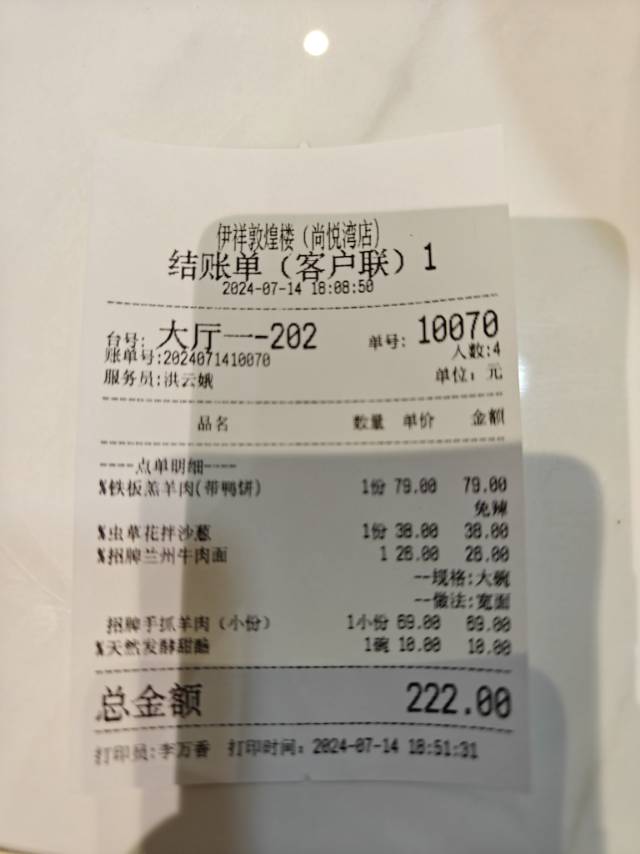 伊祥敦煌楼（尚悦湾店）
结账单（客户联）1
2024-07-14 18:08:50
台号: 大厅一-202 单号: 10070
账单号:2024071410070 人数:4
服务员:洪云娥 单位: 元
品名 数量 单价 金额
----点单明细----
%铁板羔羊肉(带鸭饼) 1份 79.00 79.00
免辣
%虫草花拌沙葱 1份 38.00 38.00
%招牌兰州牛肉面 1 26.00 26.00
--规格:大碗
--做法:宽面
招牌手抓羊肉（小份） 1小份 69.00 69.00
%天然发酵甜醅 1碗 10.00 10.00
总金额 222.00
打印员:李万香 打印时间: 2024-07-14 18:51:31